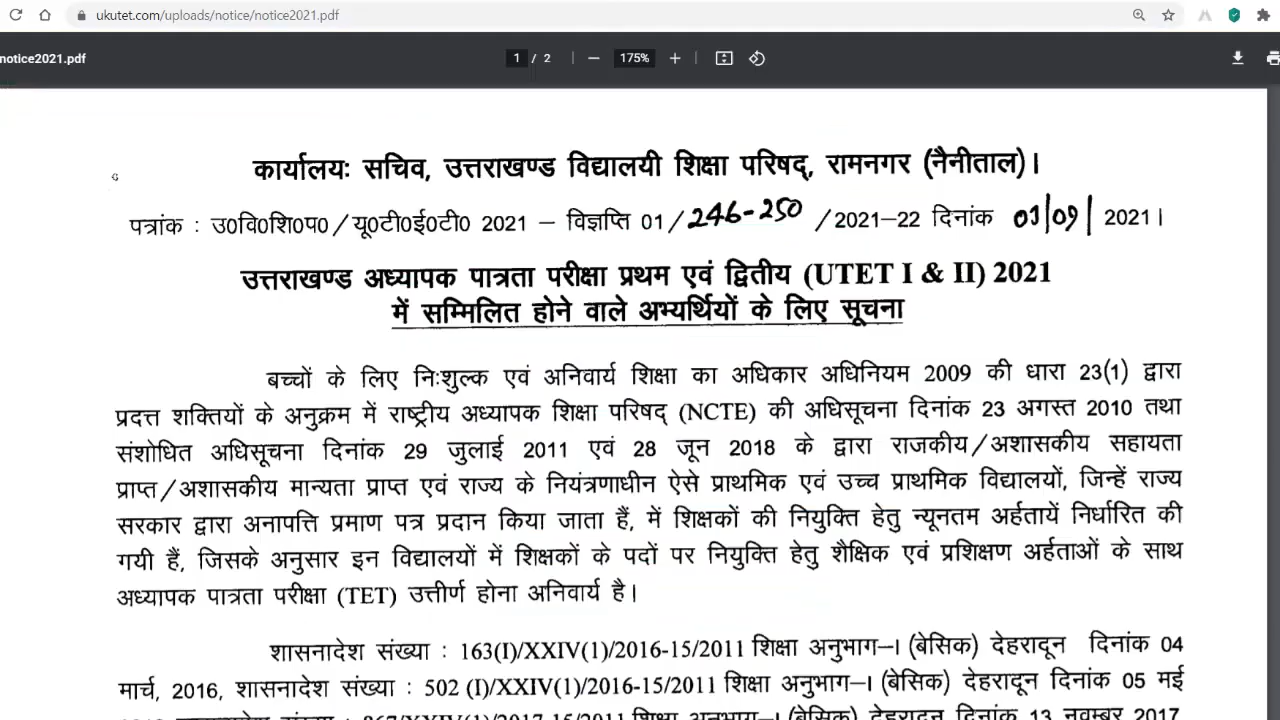 ukutet.com/uploads/notice/notice2021.pdf
notice2021.pdf
1 / 2
175%
कार्यालयः सचिव, उत्तराखण्ड विद्यालयी शिक्षा परिषद्, रामनगर (नैनीताल)।
पत्रांक : उ0वि0शि0प0/यू0टी0ई0टी0 2021 – विज्ञप्ति 01/246-250/2021–22 दिनांक 03|09| 2021।
उत्तराखण्ड अध्यापक पात्रता परीक्षा प्रथम एवं द्वितीय (UTET I & II) 2021
में सम्मिलित होने वाले अभ्यर्थियों के लिए सूचना
बच्चों के लिए निःशुल्क एवं अनिवार्य शिक्षा का अधिकार अधिनियम 2009 की धारा 23(1) द्वारा
प्रदत्त शक्तियों के अनुक्रम में राष्ट्रीय अध्यापक शिक्षा परिषद् (NCTE) की अधिसूचना दिनांक 23 अगस्त 2010 तथा
संशोधित अधिसूचना दिनांक 29 जुलाई 2011 एवं 28 जून 2018 के द्वारा राजकीय/अशासकीय सहायता
प्राप्त/अशासकीय मान्यता प्राप्त एवं राज्य के नियंत्रणाधीन ऐसे प्राथमिक एवं उच्च प्राथमिक विद्यालयों, जिन्हें राज्य
सरकार द्वारा अनापत्ति प्रमाण पत्र प्रदान किया जाता हैं, में शिक्षकों की नियुक्ति हेतु न्यूनतम अर्हतायें निर्धारित की
गयी हैं, जिसके अनुसार इन विद्यालयों में शिक्षकों के पदों पर नियुक्ति हेतु शैक्षिक एवं प्रशिक्षण अर्हताओं के साथ
अध्यापक पात्रता परीक्षा (TET) उत्तीर्ण होना अनिवार्य है।
शासनादेश संख्या : 163(I)/XXIV(1)/2016-15/2011 शिक्षा अनुभाग–I (बेसिक) देहरादून दिनांक 04
मार्च, 2016, शासनादेश संख्या : 502 (I)/XXIV(1)/2016-15/2011 शिक्षा अनुभाग–I (बेसिक) देहरादून दिनांक 05 मई
शिक्षा अनुभाग–I (बेसिक) देहरादून दिनांक 13 नवम्बर 2017